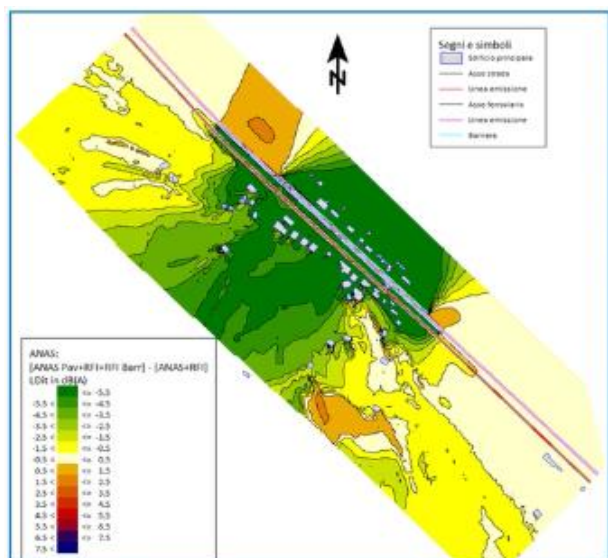 N
Segni e simboli
Edificio principale
Asse strada
Linea emissione
Asse ferroviario
Linea emissione
Barriera
ANAS:
[ANAS Pav+RFI+RFI Barr] - [ANAS+RFI]
LDit in dB(A)
<= -5.5
-5.5 < <= -4.5
-4.5 < <= -3.5
-3.5 < <= -2.5
-2.5 < <= -1.5
-1.5 < <= -0.5
-0.5 < <= 0.5
0.5 < <= 1.5
1.5 < <= 2.5
2.5 < <= 3.5
3.5 < <= 4.5
4.5 < <= 5.5
5.5 < <= 6.5
6.5 < <= 7.5
7.5 <